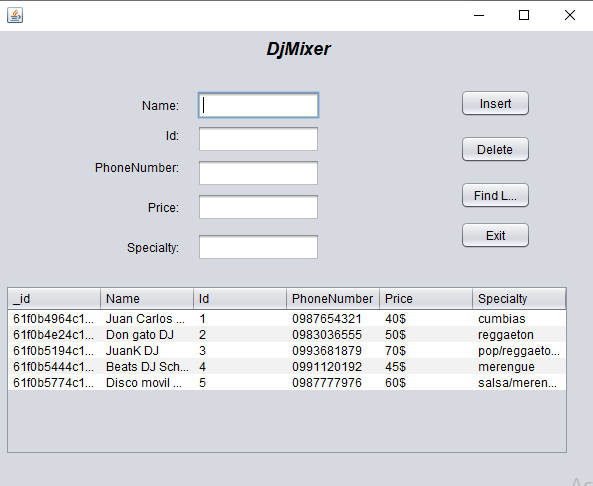 DjMixer
Name:
Insert
Id:
Delete
PhoneNumber:
Find L...
Price:
Exit
Specialty:
_id Name Id PhoneNumber Price Specialty
61f0b4964c1... Juan Carlos ... 1 0987654321 40$ cumbias
61f0b4e24c1... Don gato DJ 2 0983036555 50$ reggaeton
61f0b5194c1... JuanK DJ 3 0993681879 70$ pop/reggaeto...
61f0b5444c1... Beats DJ Sch... 4 0991120192 45$ merengue
61f0b5774c1... Disco movil ... 5 0987777976 60$ salsa/meren...